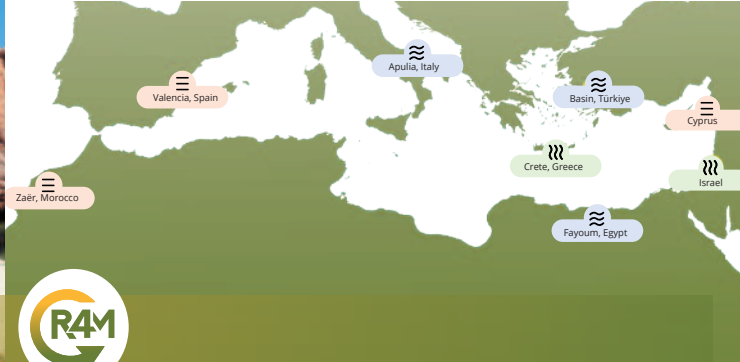 Apulia, Italy
Valencia, Spain
Basin, Türkiye
Cyprus
Crete, Greece
Israel
Zaër, Morocco
Fayoum, Egypt
R4M